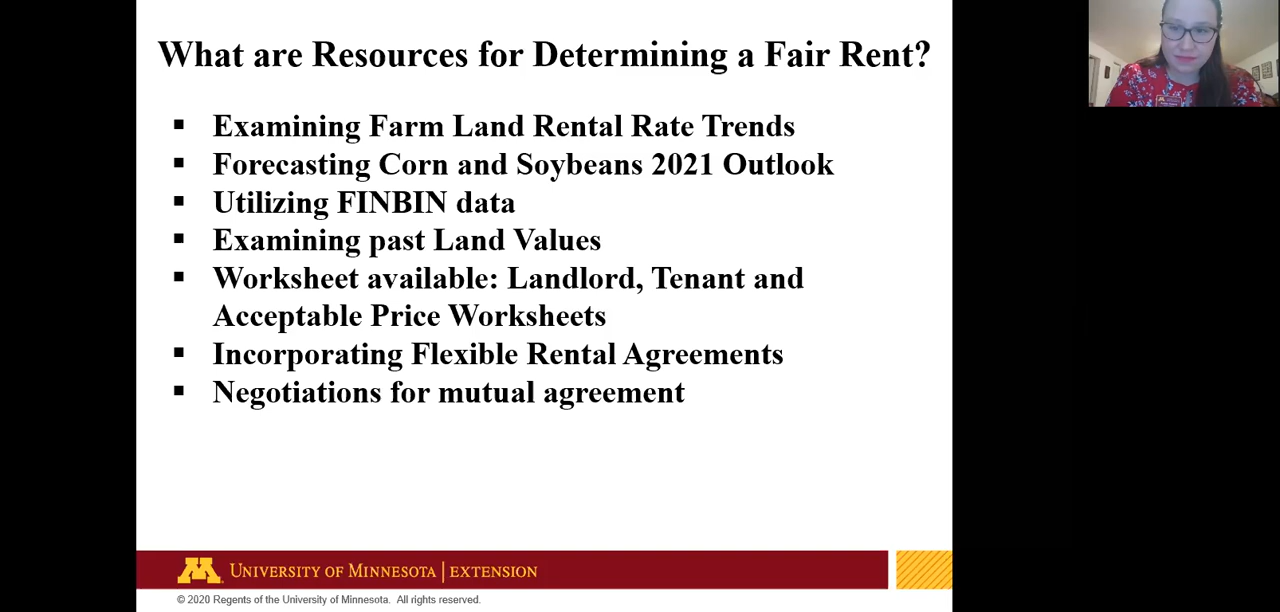 What are Resources for Determining a Fair Rent?
▪ Examining Farm Land Rental Rate Trends
▪ Forecasting Corn and Soybeans 2021 Outlook
▪ Utilizing FINBIN data
▪ Examining past Land Values
▪ Worksheet available: Landlord, Tenant and
Acceptable Price Worksheets
▪ Incorporating Flexible Rental Agreements
▪ Negotiations for mutual agreement
M UNIVERSITY OF MINNESOTA | EXTENSION
© 2020 Regents of the University of Minnesota. All rights reserved.